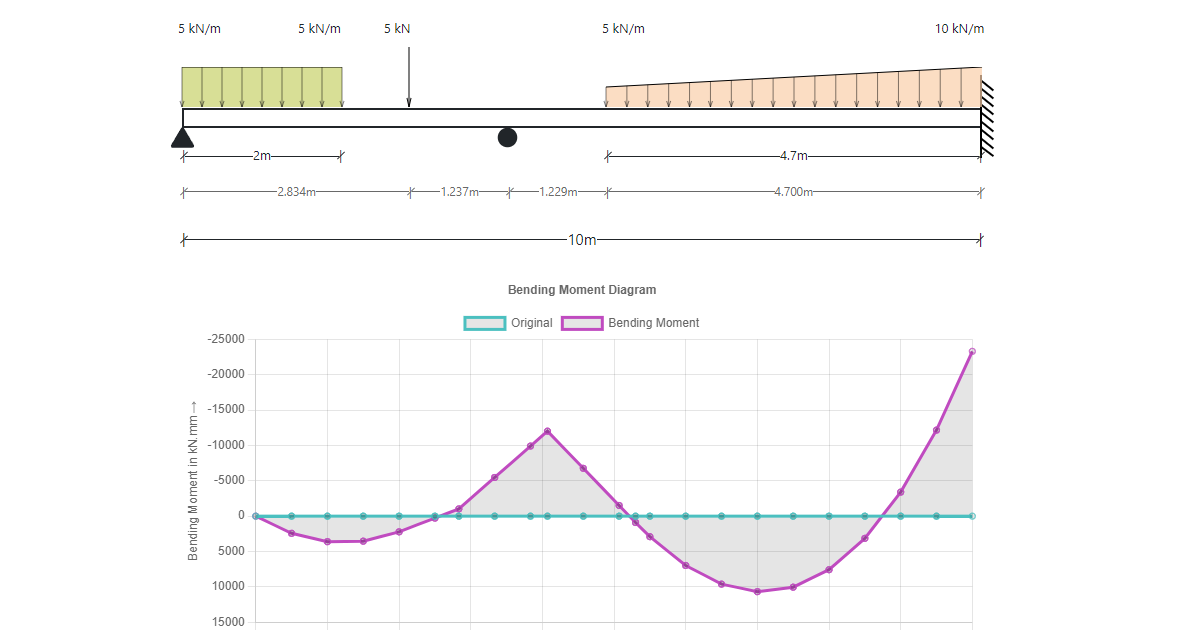 5 kN/m 5 kN/m 5 kN 5 kN/m 10 kN/m
2m 4.7m
2.834m 1.237m 1.229m 4.700m
10m
Bending Moment Diagram
Original Bending Moment
Bending Moment in kN.mm →
-25000
-20000
-15000
-10000
-5000
0
5000
10000
15000